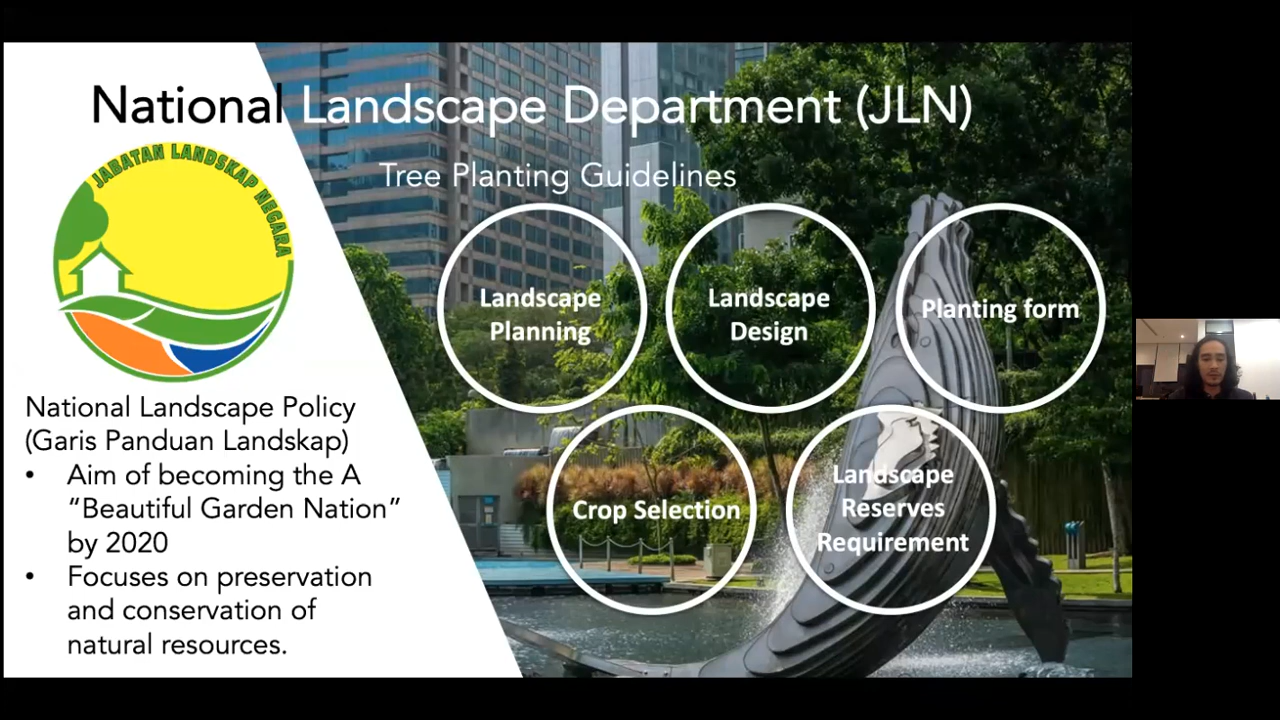 National Landscape Department (JLN)
JABATAN LANDSKAP NEGARA
Tree Planting Guidelines
Landscape
Planning
Landscape
Design
Planting form
Crop Selection
Landscape
Reserves
Requirement
National Landscape Policy
(Garis Panduan Landskap)
• Aim of becoming the A
“Beautiful Garden Nation”
by 2020
• Focuses on preservation
and conservation of
natural resources.